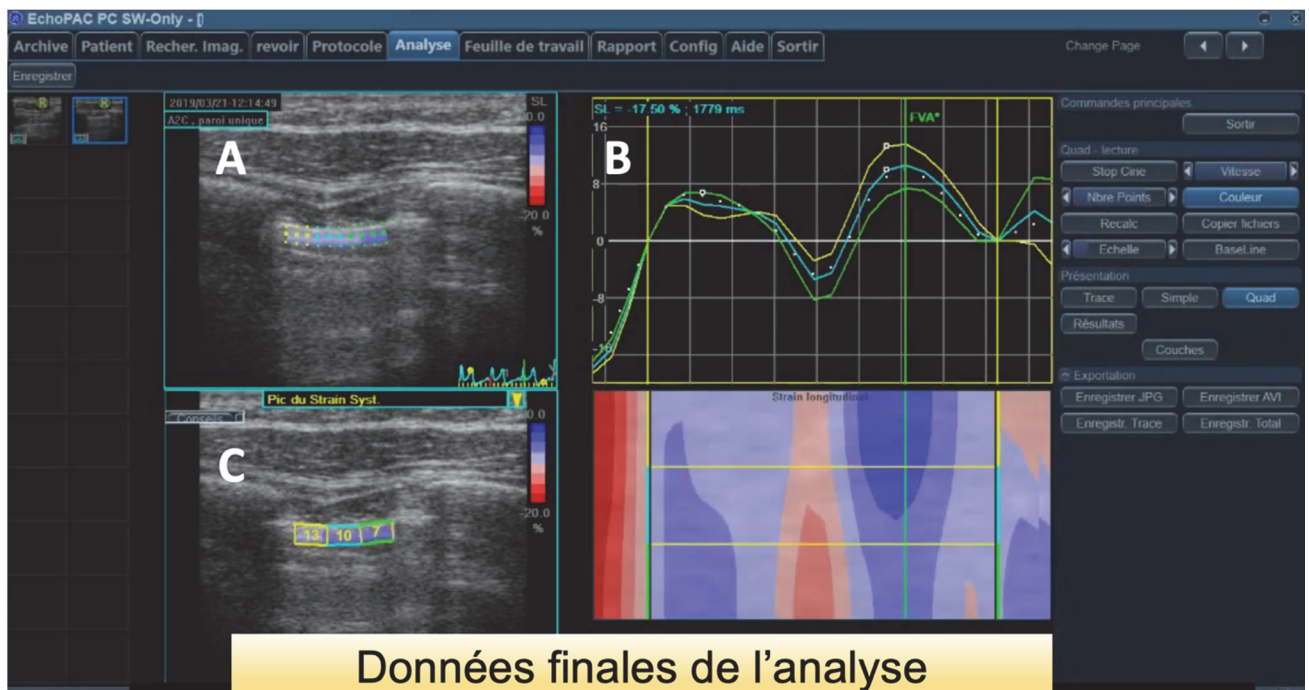 EchoPAC PC SW-Only - []
Archive Patient Recher. Imag. revoir Protocole Analyse Feuille de travail Rapport Config Aide Sortir
Change Page
Enregistrer
R R
2019/03/21-12:14:49
A2C , paroi unique
SL
0.0
-20.0
%
A
SL = -17.50 % ; 1779 ms
FVA*
B
16
8
0
-8
-16
Pic du Strain Syst.
Conseils
0.0
-20.0
%
C
13 10 7
Strain longitudinal
Commandes principales
Sortir
Quad - lecture
Stop Cine Vitesse
Nbre Points Couleur
Recalc Copier fichiers
Echelle BaseLine
Présentation
Trace Simple Quad
Résultats
Couches
Exportation
Enregistrer JPG Enregistrer AVI
Enregistr. Trace Enregistr. Total
Données finales de l’analyse